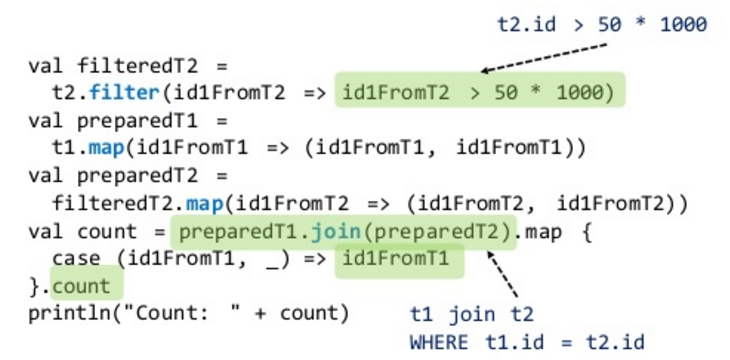 t2.id > 50 * 1000
val filteredT2 =
t2.filter(id1FromT2 => id1FromT2 > 50 * 1000)
val preparedT1 =
t1.map(id1FromT1 => (id1FromT1, id1FromT1))
val preparedT2 =
filteredT2.map(id1FromT2 => (id1FromT2, id1FromT2))
val count = preparedT1.join(preparedT2).map {
case (id1FromT1, _) => id1FromT1
}.count
println("Count: " + count)
t1 join t2
WHERE t1.id = t2.id